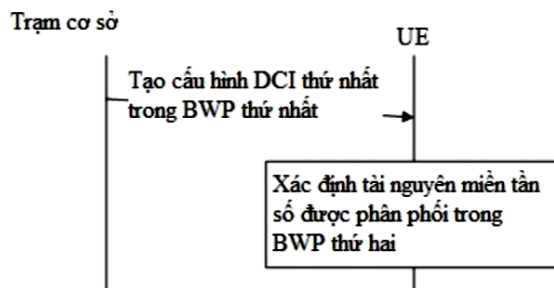 Trạm cơ sở
UE
Tạo cấu hình DCI thứ nhất
trong BWP thứ nhất
Xác định tài nguyên miền tần
số được phân phối trong
BWP thứ hai